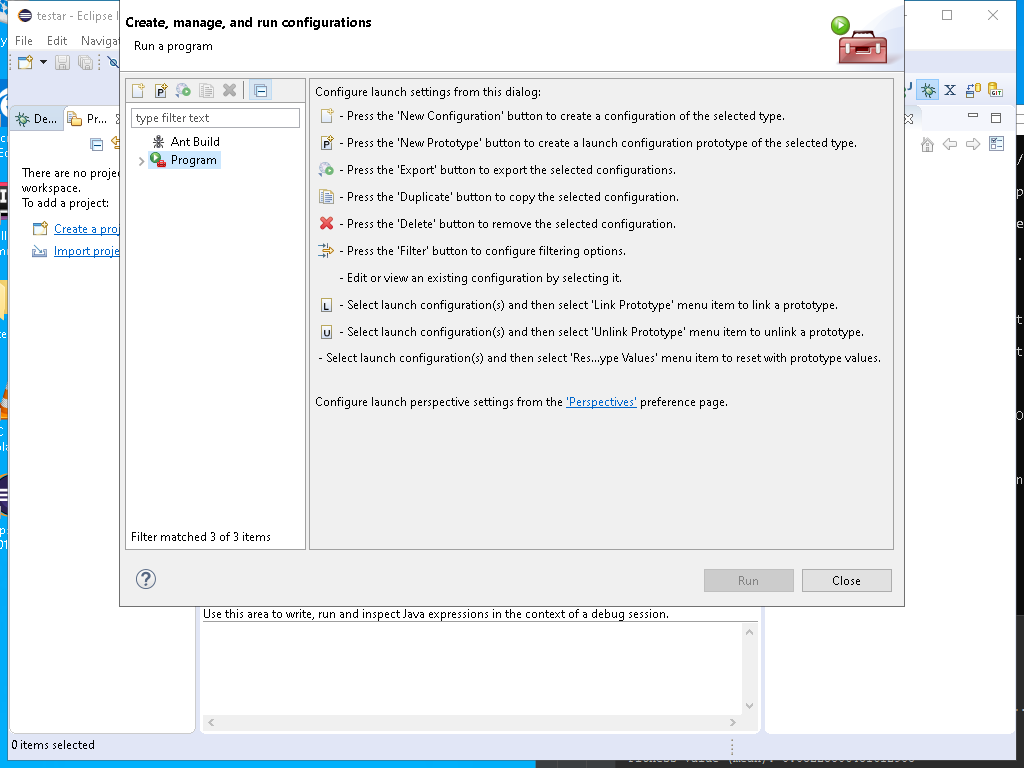 testar - Eclipse I
Create, manage, and run configurations
File Edit Navigat
Run a program
De...
Pr...
type filter text
Ant Build
Program
Filter matched 3 of 3 items
Configure launch settings from this dialog:
- Press the 'New Configuration' button to create a configuration of the selected type.
- Press the 'New Prototype' button to create a launch configuration prototype of the selected type.
- Press the 'Export' button to export the selected configurations.
- Press the 'Duplicate' button to copy the selected configuration.
- Press the 'Delete' button to remove the selected configuration.
- Press the 'Filter' button to configure filtering options.
- Edit or view an existing configuration by selecting it.
- Select launch configuration(s) and then select 'Link Prototype' menu item to link a prototype.
- Select launch configuration(s) and then select 'Unlink Prototype' menu item to unlink a prototype.
- Select launch configuration(s) and then select 'Res...ype Values' menu item to reset with prototype values.
Configure launch perspective settings from the 'Perspectives' preference page.
There are no proje
workspace.
To add a project:
Create a proj
Import proje
Run
Close
Use this area to write, run and inspect Java expressions in the context of a debug session.
0 items selected